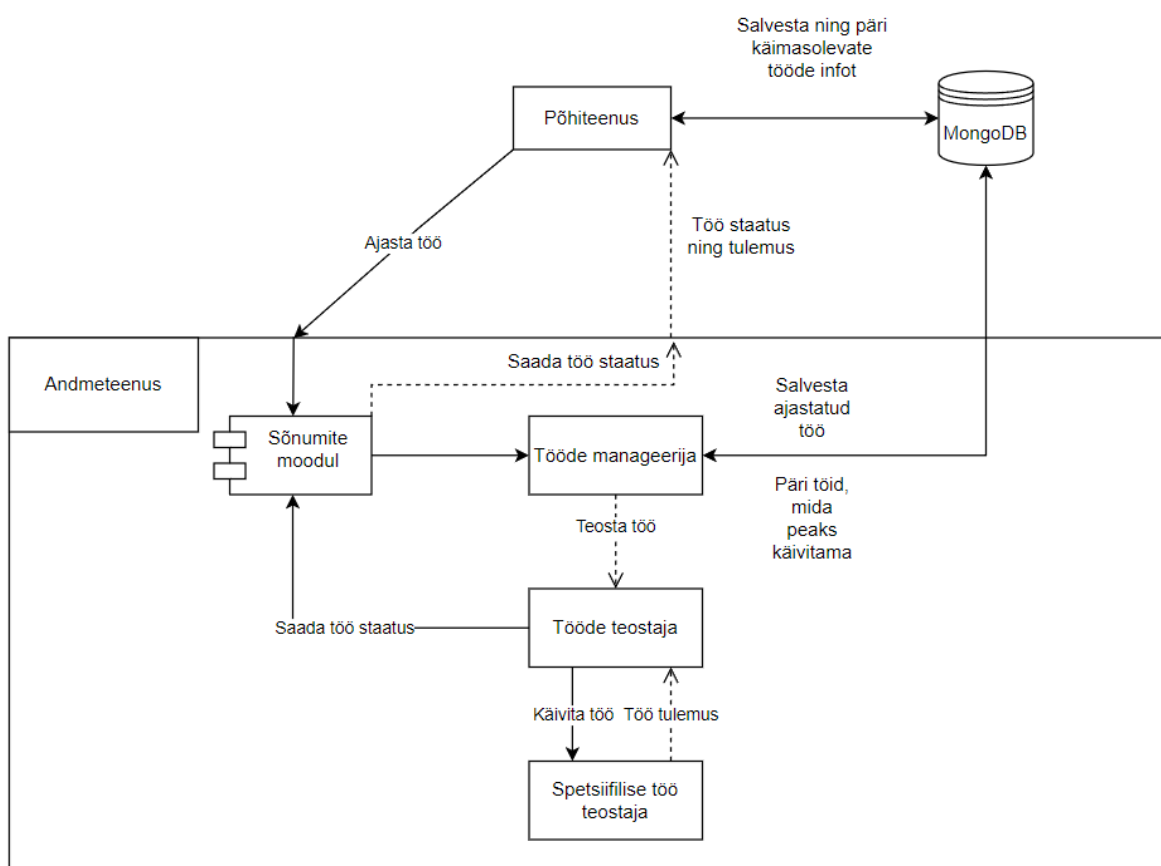 Salvesta ning päri
käimasolevate
tööde infot
Põhiteenus
MongoDB
Ajasta töö
Töö staatus
ning tulemus
Andmeteenus
Saada töö staatus
Salvesta
ajastatud
töö
Sõnumite
moodul
Tööde manageerija
Päri töid,
mida
peaks
käivitama
Teosta töö
Saada töö staatus
Tööde teostaja
Käivita töö
Töö tulemus
Spetsiifilise töö
teostaja